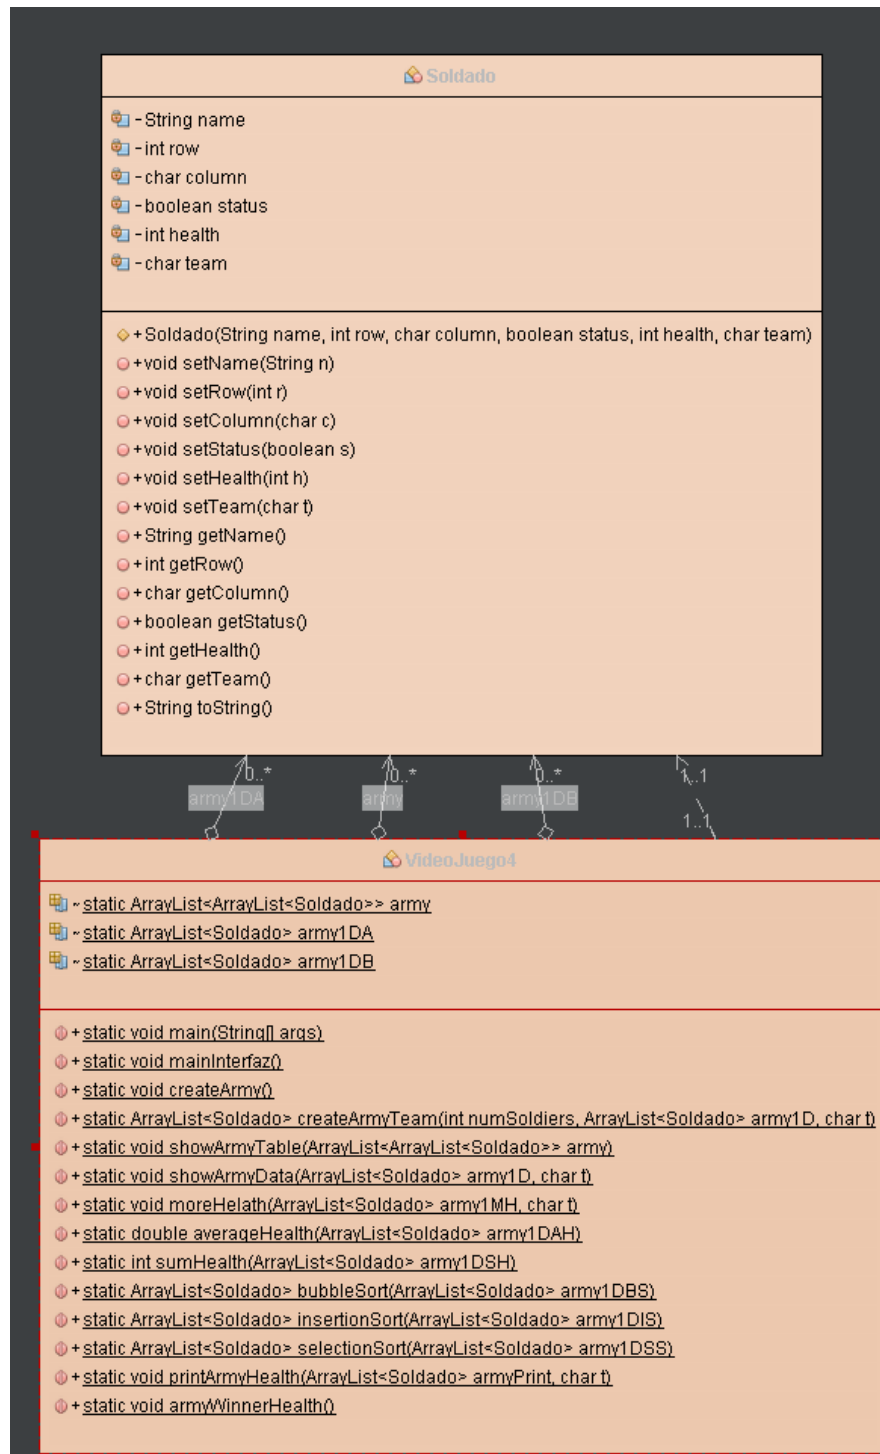 Soldado
-String name
-int row
-char column
-boolean status
-int health
-char team
+Soldado(String name, int row, char column, boolean status, int health, char team)
+void setName(String n)
+void setRow(int r)
+void setColumn(char c)
+void setStatus(boolean s)
+void setHealth(int h)
+void setTeam(char t)
+String getName()
+int getRow()
+char getColumn()
+boolean getStatus()
+int getHealth()
+char getTeam()
+String toString()
0..* 0..* 0..* 1..1
army1DA army army1DB
1..1
VideoJuego4
~static ArrayList<ArrayList<Soldado>> army
~static ArrayList<Soldado> army1DA
~static ArrayList<Soldado> army1DB
+static void main(String[] args)
+static void mainInterfaz()
+static void createArmy()
+static ArrayList<Soldado> createArmyTeam(int numSoldiers, ArrayList<Soldado> army1D, char t)
+static void showArmyTable(ArrayList<ArrayList<Soldado>> army)
+static void showArmyData(ArrayList<Soldado> army1D, char t)
+static void moreHelath(ArrayList<Soldado> army1MH, char t)
+static double averageHealth(ArrayList<Soldado> army1DAH)
+static int sumHealth(ArrayList<Soldado> army1DSH)
+static ArrayList<Soldado> bubbleSort(ArrayList<Soldado> army1DBS)
+static ArrayList<Soldado> insertionSort(ArrayList<Soldado> army1DIS)
+static ArrayList<Soldado> selectionSort(ArrayList<Soldado> army1DSS)
+static void printArmyHealth(ArrayList<Soldado> armyPrint, char t)
+static void armyWinnerHealth()